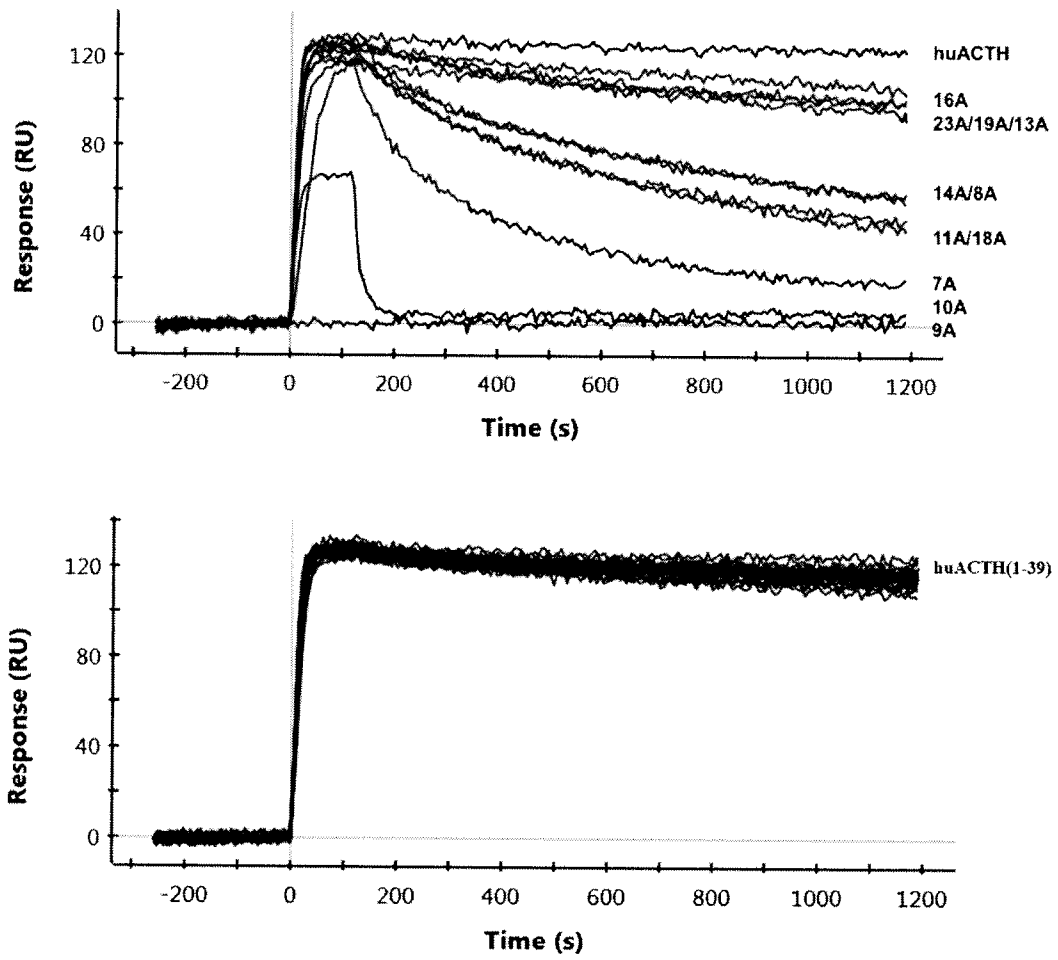 120
80
40
0
Response (RU)
-200 0 200 400 600 800 1000 1200
Time (s)
huACTH
16A
23A/19A/13A
14A/8A
11A/18A
7A
10A
9A
120
80
40
0
Response (RU)
-200 0 200 400 600 800 1000 1200
Time (s)
huACTH(1-39)